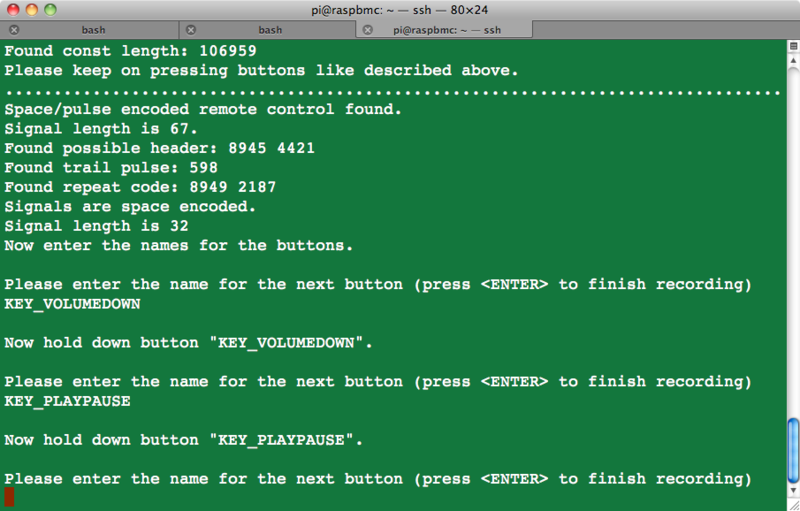 pi@raspbmc: ~ — ssh — 80×24
bash bash pi@raspbmc: ~ — ssh
Found const length: 106959
Please keep on pressing buttons like described above.
................................................................................
Space/pulse encoded remote control found.
Signal length is 67.
Found possible header: 8945 4421
Found trail pulse: 598
Found repeat code: 8949 2187
Signals are space encoded.
Signal length is 32
Now enter the names for the buttons.
Please enter the name for the next button (press <ENTER> to finish recording)
KEY_VOLUMEDOWN
Now hold down button "KEY_VOLUMEDOWN".
Please enter the name for the next button (press <ENTER> to finish recording)
KEY_PLAYPAUSE
Now hold down button "KEY_PLAYPAUSE".
Please enter the name for the next button (press <ENTER> to finish recording)